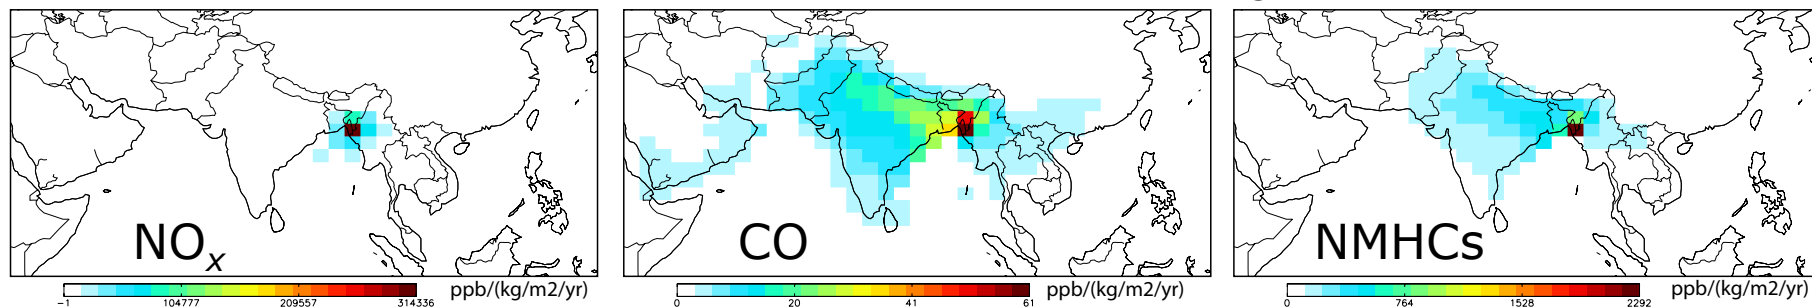 NOx
−1 104777 209557 314336 ppb/(kg/m2/yr)
CO
0 20 41 61 ppb/(kg/m2/yr)
NMHCs
0 764 1528 2292 ppb/(kg/m2/yr)